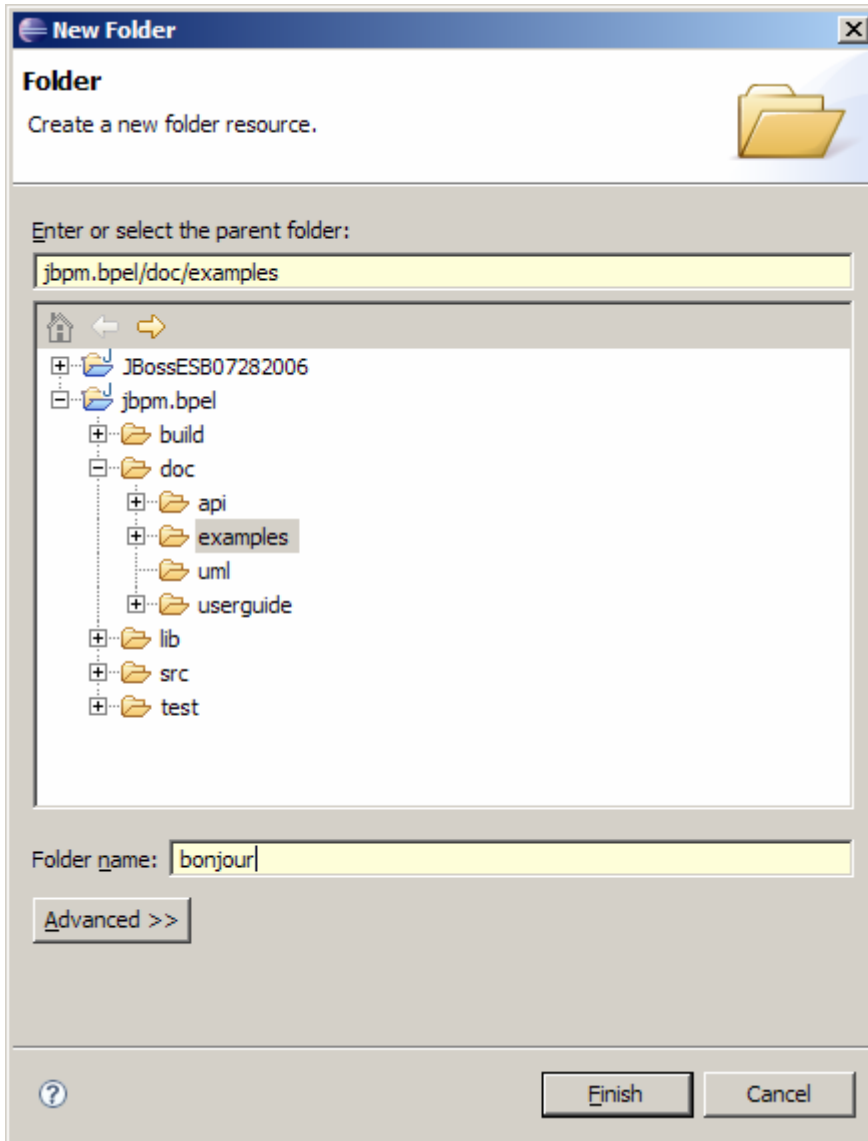 New Folder
Folder
Create a new folder resource.
Enter or select the parent folder:
jbpm.bpel/doc/examples
JBossESB07282006
jbpm.bpel
build
doc
api
examples
uml
userguide
lib
src
test
Folder name: bonjour
Advanced >>
Finish Cancel